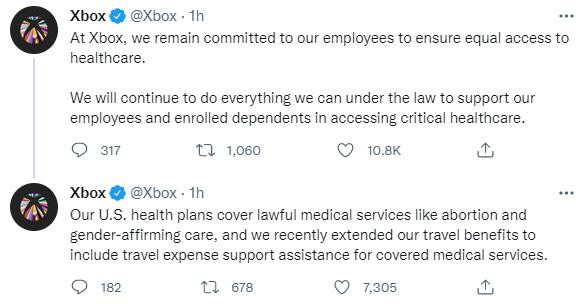 Xbox @Xbox · 1h
At Xbox, we remain committed to our employees to ensure equal access to
healthcare.
We will continue to do everything we can under the law to support our
employees and enrolled dependents in accessing critical healthcare.
317 1,060 10.8K
Xbox @Xbox · 1h
Our U.S. health plans cover lawful medical services like abortion and
gender-affirming care, and we recently extended our travel benefits to
include travel expense support assistance for covered medical services.
182 678 7,305